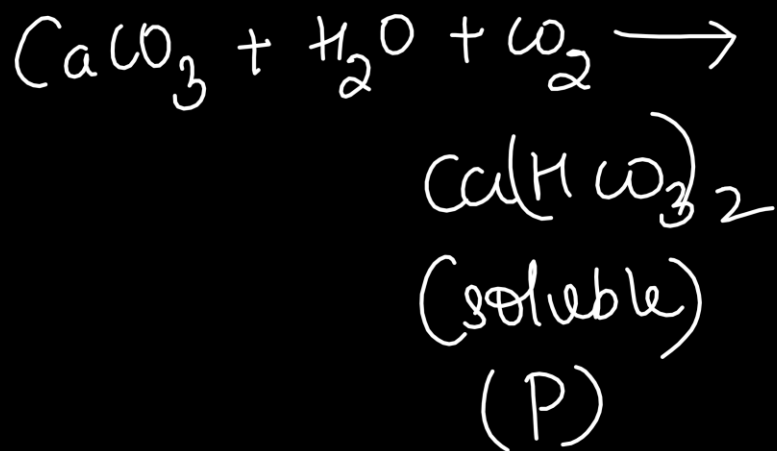 CaCO₃ + H₂O + CO₂ →
Ca(HCO₃)₂
(soluble)
(P)